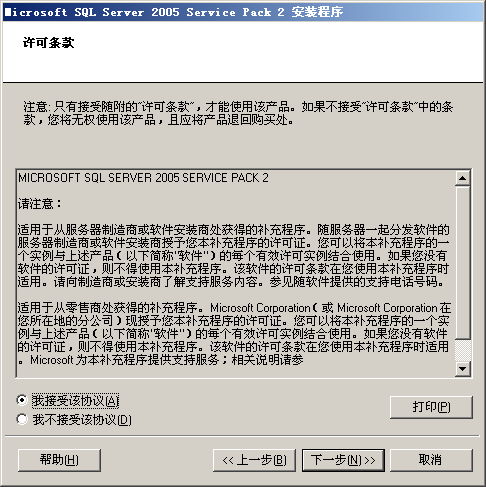 Microsoft SQL Server 2005 Service Pack 2 安装程序
许可条款
注意: 只有接受随附的"许可条款"，才能使用该产品。如果不接受"许可条款"中的条
款，您将无权使用该产品，且应将产品退回购买处。
MICROSOFT SQL SERVER 2005 SERVICE PACK 2
请注意：
适用于从服务器制造商或软件安装商处获得的补充程序。随服务器一起分发软件的
服务器制造商或软件安装商授予您本补充程序的许可证。您可以将本补充程序的一
个实例与上述产品（以下简称"软件"）的每个有效许可实例结合使用。如果您没有
软件的许可证，则不得使用本补充程序。该软件的许可条款在您使用本补充程序时
适用。请向制造商或安装商了解支持服务内容。参见随软件提供的支持电话号码。
适用于从零售商处获得的补充程序。Microsoft Corporation（或 Microsoft Corporation 在
您所在地的分公司）现授予您本补充程序的许可证。您可以将本补充程序的一个实
例与上述产品（以下简称"软件"）的每个有效许可实例结合使用。如果您没有软件
的许可证，则不得使用本补充程序。该软件的许可条款在您使用本补充程序时适用
。Microsoft 为本补充程序提供支持服务；相关说明请参
我接受该协议(A)
我不接受该协议(D)
打印(P)
帮助(H)
<< 上一步(B)
下一步(N) >>
取消